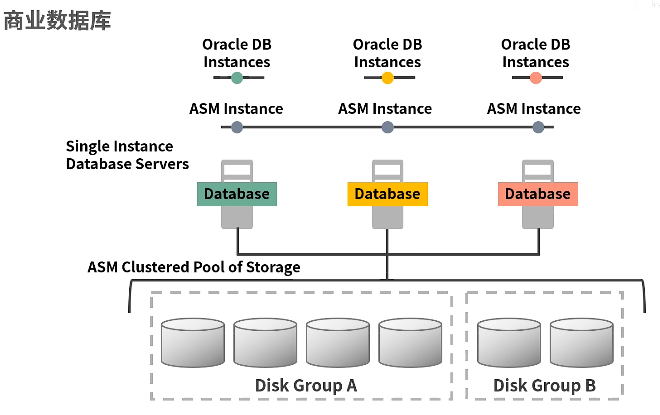 商业数据库
Oracle DB
Instances
Oracle DB
Instances
Oracle DB
Instances
ASM Instance
ASM Instance
ASM Instance
Single Instance
Database Servers
Database
Database
Database
ASM Clustered Pool of Storage
Disk Group A
Disk Group B